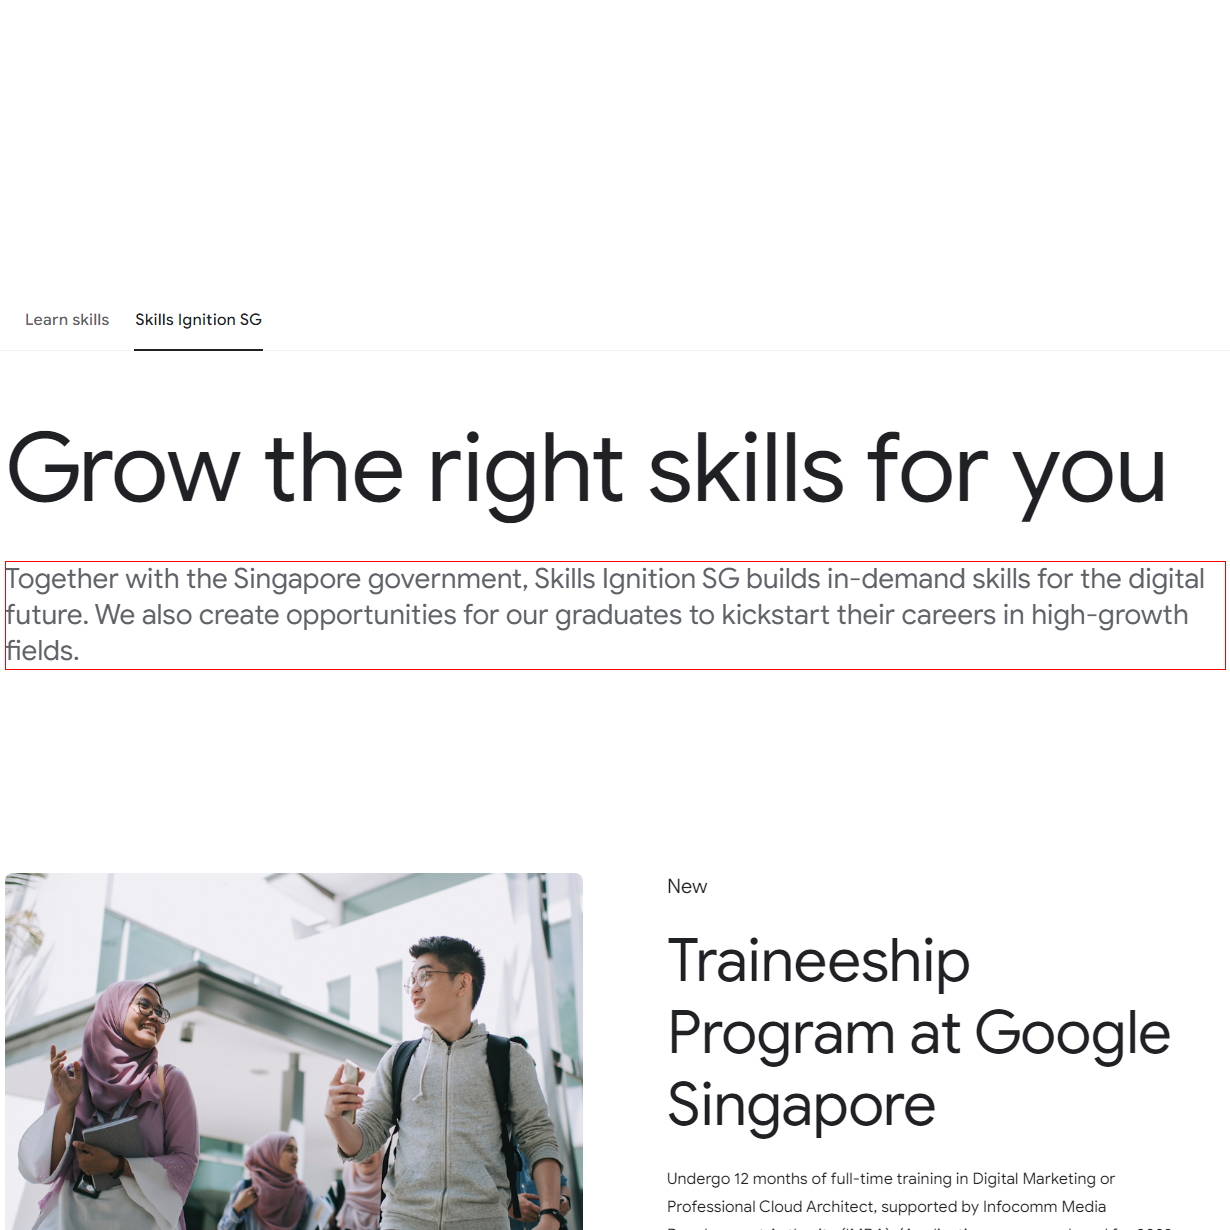 Learn skills
Skills Ignition SG
Grow the right skills for you
Together with the Singapore government, Skills Ignition SG builds in-demand skills for the digital
future. We also create opportunities for our graduates to kickstart their careers in high-growth
fields.
New
Traineeship
Program at Google
Singapore
Undergo 12 months of full-time training in Digital Marketing or
Professional Cloud Architect, supported by Infocomm Media